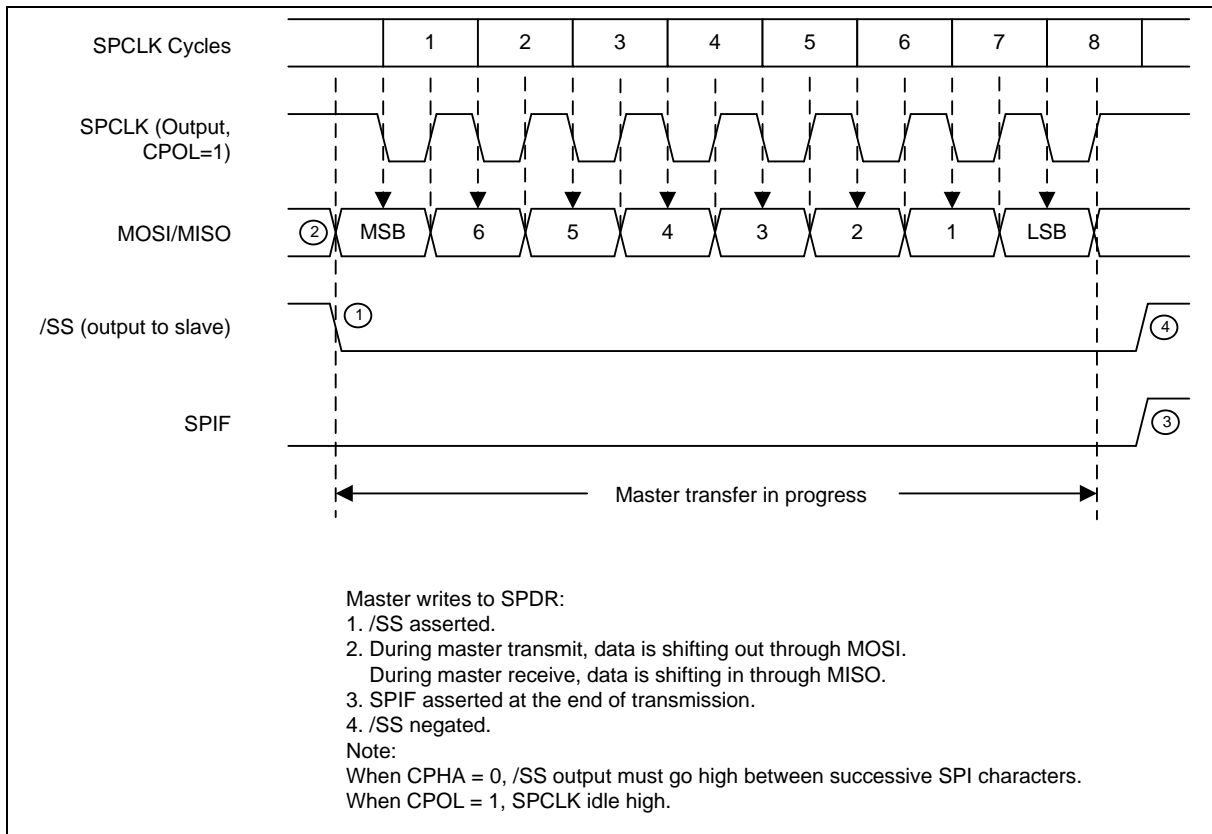 SPCLK Cycles
1 2 3 4 5 6 7 8
SPCLK (Output,
CPOL=1)
MOSI/MISO
2 MSB 6 5 4 3 2 1 LSB
/SS (output to slave)
1
4
SPIF
3
Master transfer in progress
Master writes to SPDR:
1. /SS asserted.
2. During master transmit, data is shifting out through MOSI.
During master receive, data is shifting in through MISO.
3. SPIF asserted at the end of transmission.
4. /SS negated.
Note:
When CPHA = 0, /SS output must go high between successive SPI characters.
When CPOL = 1, SPCLK idle high.